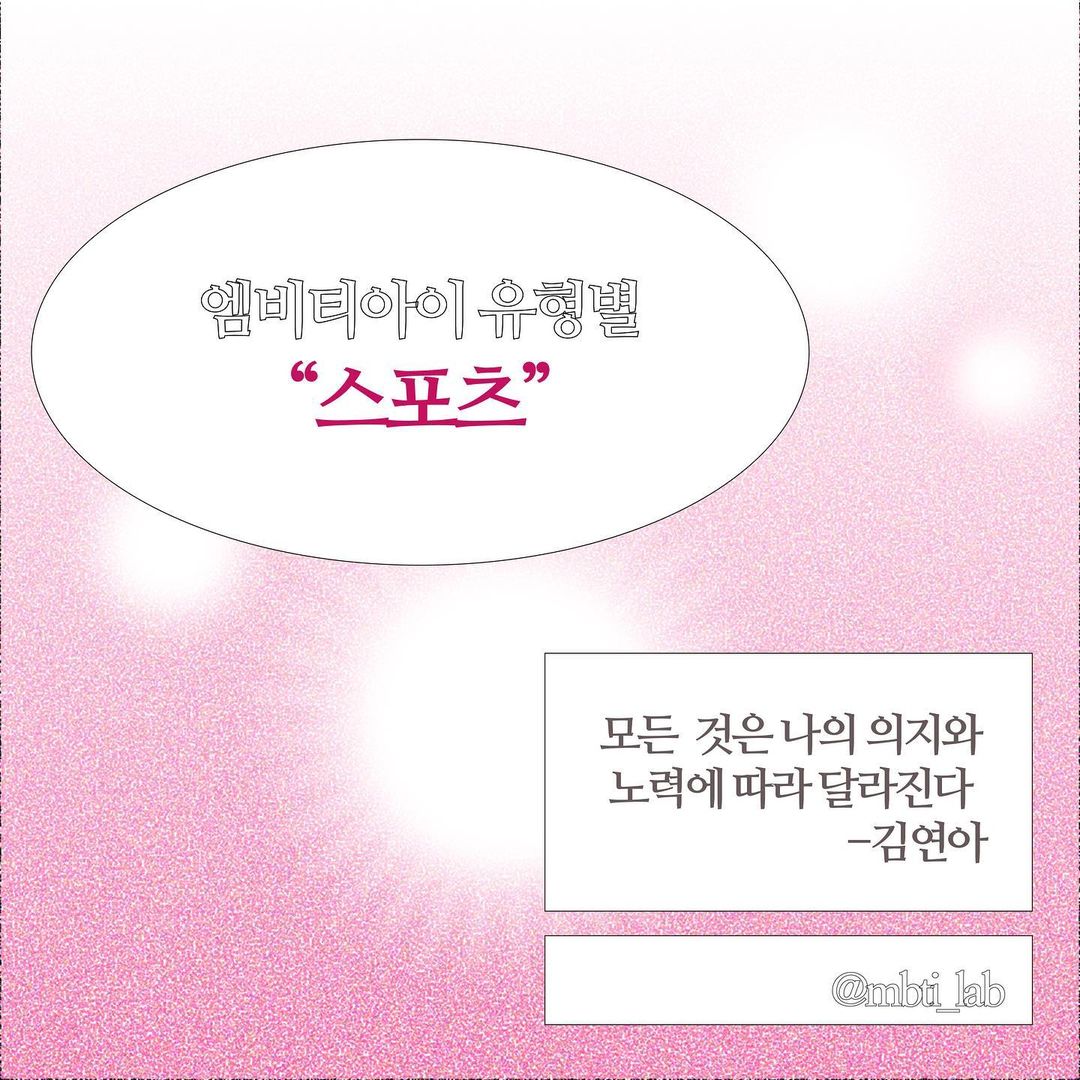 엠비티아이 유형별
“스포츠”
모든 것은 나의 의지와
노력에 따라 달라진다
-김연아
@mbti_lab